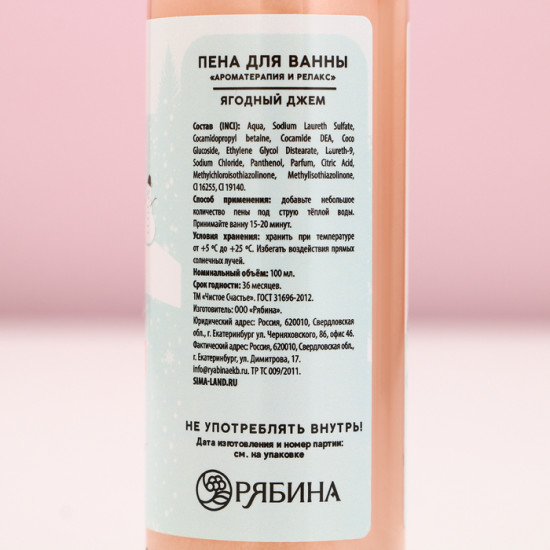 ПЕНА ДЛЯ ВАННЫ
«АРОМАТЕРАПИЯ И РЕЛАКС»
ЯГОДНЫЙ ДЖЕМ
Состав (INCI): Aqua, Sodium Laureth Sulfate,
Cocamidopropyl betaine, Cocamide DEA, Coco
Glucoside, Ethylene Glycol Distearate, Laureth-9,
Sodium Chloride, Panthenol, Parfum, Citric Acid,
Methylchloroisothiazolinone, Methylisothiazolinone,
CI 16255, CI 19140.
Способ применения: добавьте небольшое
количество пены под струю тёплой воды.
Принимайте ванну 15-20 минут.
Условия хранения: хранить при температуре
от +5 ºС до +25 ºС. Избегать воздействия прямых
солнечных лучей.
Номинальный объём: 100 мл.
Срок годности: 36 месяцев.
ТМ «Чистое Счастье». ГОСТ 31696-2012.
Изготовитель: ООО «Рябина».
Юридический адрес: Россия, 620010, Свердловская
обл., г. Екатеринбург ул. Черняховского, 86, офис 46.
Фактический адрес: Россия, 620010, Свердловская обл.,
г. Екатеринбург, ул. Димитрова, 17.
info@ryabinaekb.ru. ТР ТС 009/2011.
SIMA-LAND.RU
НЕ УПОТРЕБЛЯТЬ ВНУТРЬ!
Дата изготовления и номер партии:
см. на упаковке
РЯБИНА